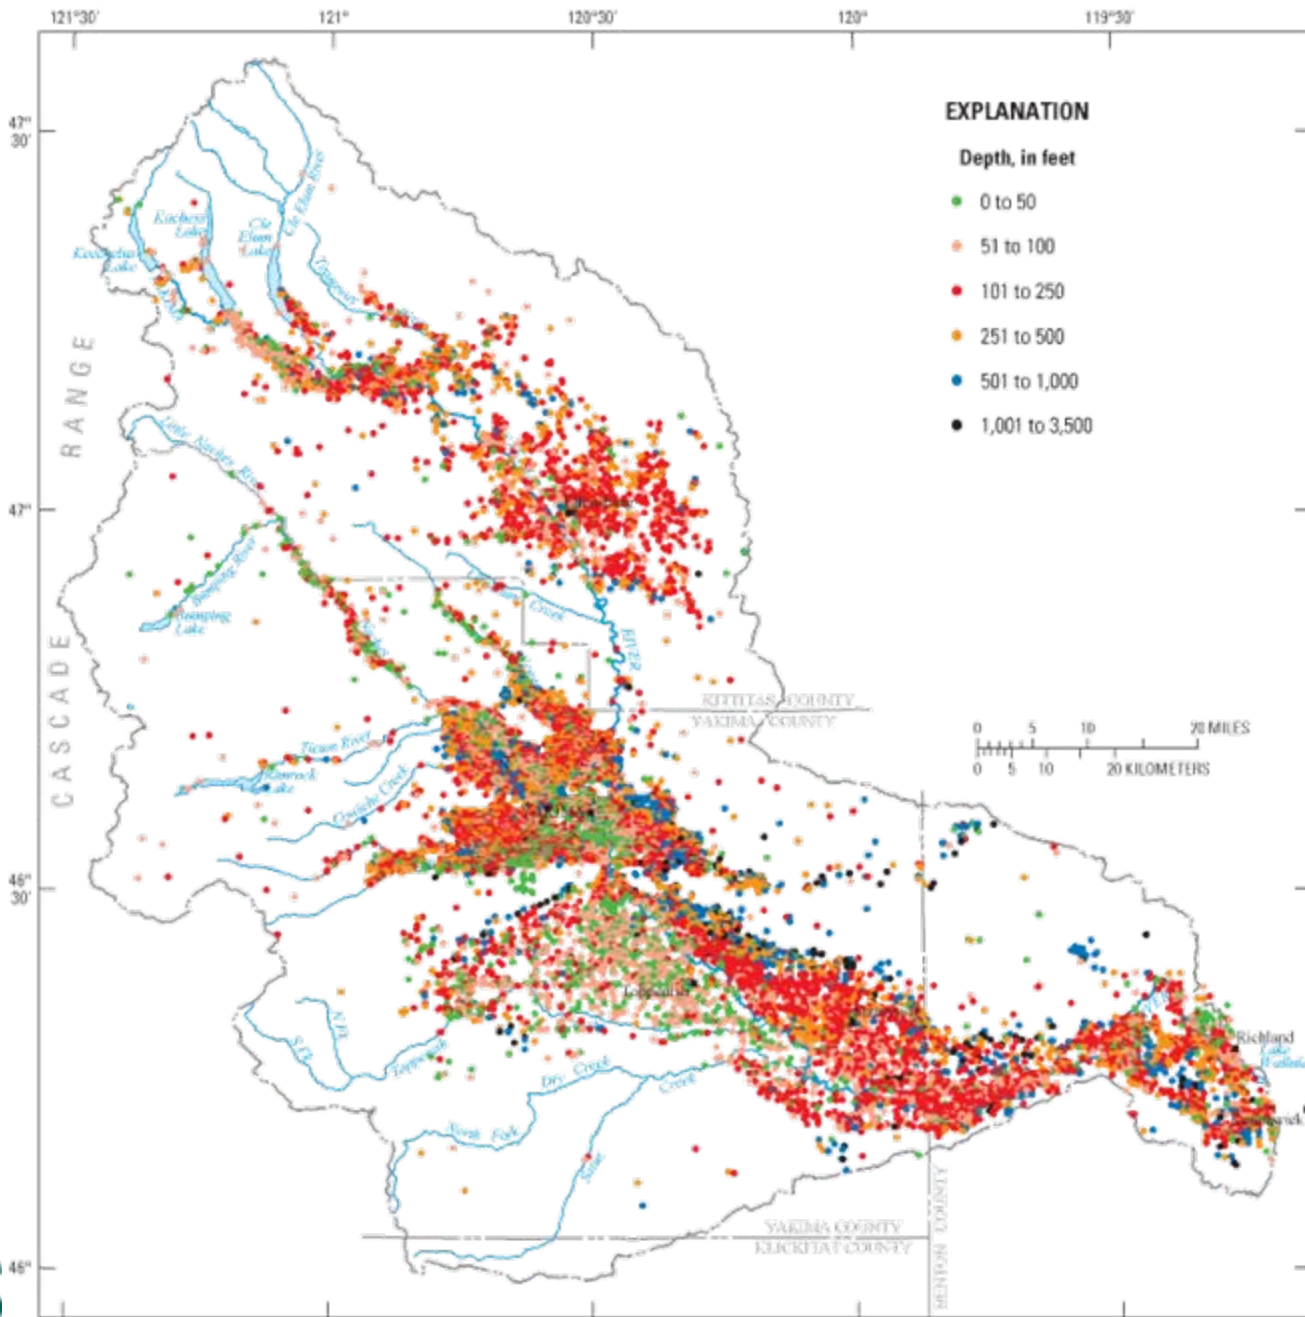 121°30'
121°
120°30'
120°
119°30'
47°
30'
EXPLANATION
Depth, in feet
0 to 50
51 to 100
101 to 250
251 to 500
501 to 1,000
1,001 to 3,500
Cle Elum River
Kachess
Lake
Cle
Elum
Lake
Lake
RANGE
Little Naches River
47°
Bumping River
Bumping
Lake
Creek
RIVER
CASCADE
KITTITAS COUNTY
YAKIMA COUNTY
0 5 10 20 MILES
0 5 10 20 KILOMETERS
Tieton River
Rimrock
Lake
Cowiche Creek
46°
30'
Toppenish
N Fk
S Fk
Toppenish
Richland
Lake
Dry Creek
Creek
North Fork
Satus
YAKIMA COUNTY
KLICKITAT COUNTY
BENTON COUNTY
46°